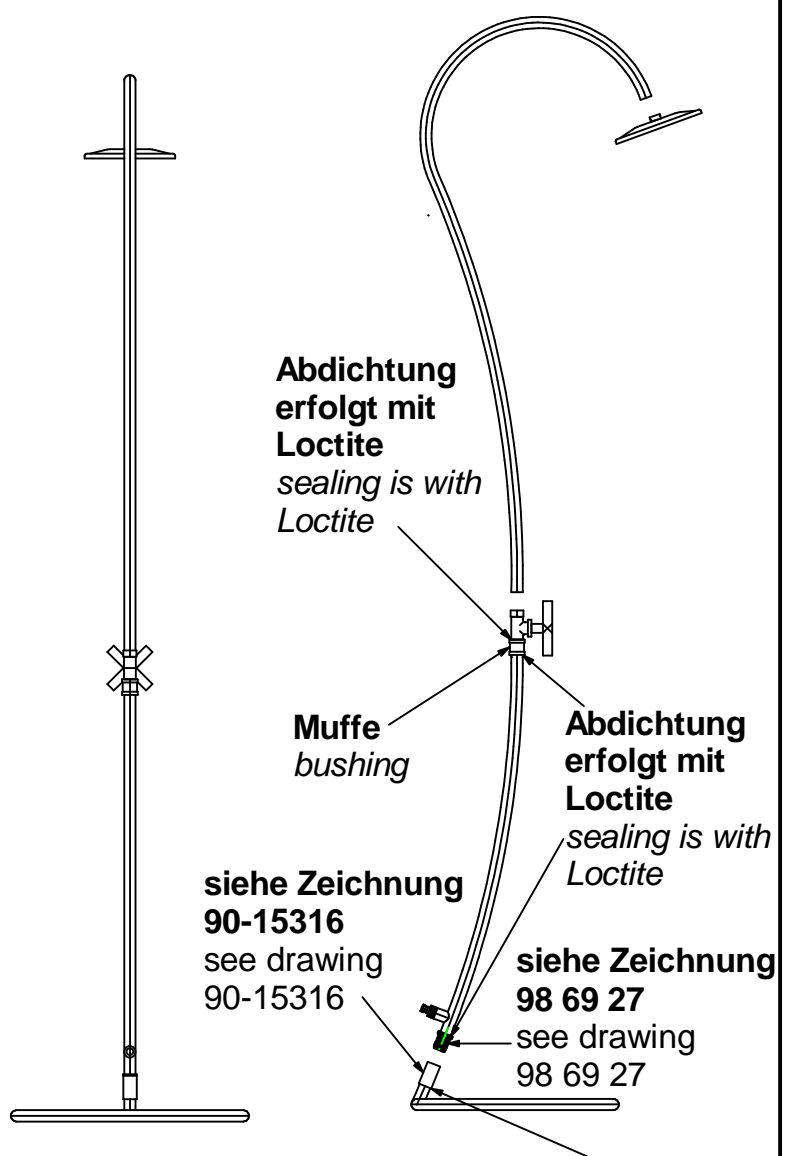 Abdichtung
erfolgt mit
Loctite
sealing is with
Loctite
Muffe
bushing
Abdichtung
erfolgt mit
Loctite
sealing is with
Loctite
siehe Zeichnung
90-15316
see drawing
90-15316
siehe Zeichnung
98 69 27
see drawing
98 69 27